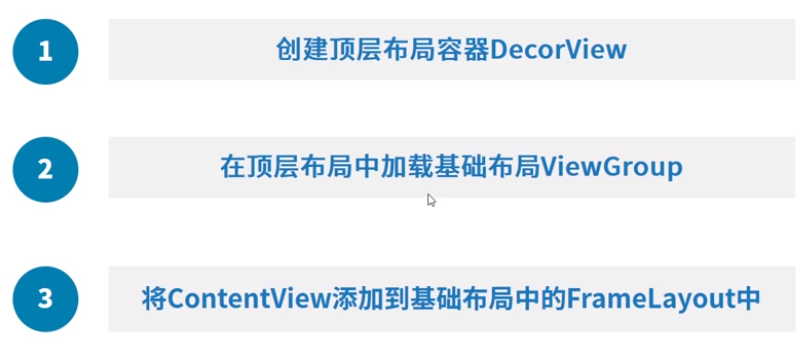 1
创建顶层布局容器DecorView
2
在顶层布局中加载基础布局ViewGroup
3
将ContentView添加到基础布局中的FrameLayout中